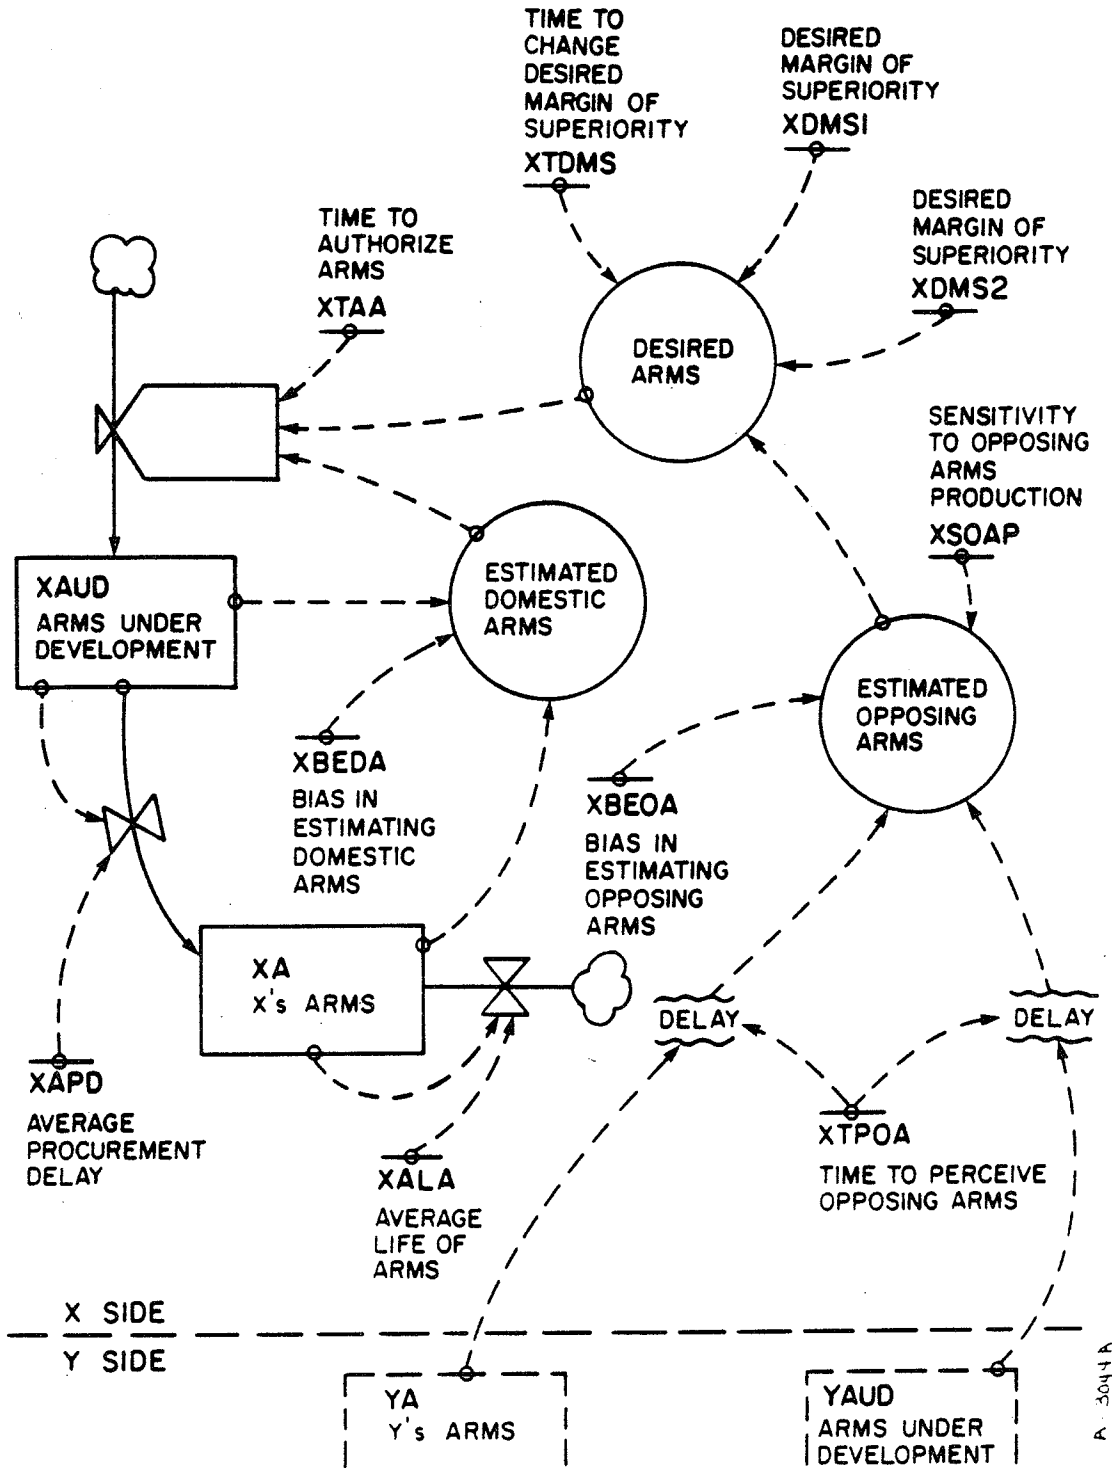 TIME TO
CHANGE
DESIRED
MARGIN OF
SUPERIORITY
XTDMS
DESIRED
MARGIN OF
SUPERIORITY
XDMS1
DESIRED
MARGIN OF
SUPERIORITY
XDMS2
TIME TO
AUTHORIZE
ARMS
XTAA
DESIRED
ARMS
SENSITIVITY
TO OPPOSING
ARMS
PRODUCTION
XSOAP
XAUD
ARMS UNDER
DEVELOPMENT
ESTIMATED
DOMESTIC
ARMS
ESTIMATED
OPPOSING
ARMS
XBEDA
BIAS IN
ESTIMATING
DOMESTIC
ARMS
XBEOA
BIAS IN
ESTIMATING
OPPOSING
ARMS
XA
X's ARMS
DELAY
DELAY
XAPD
AVERAGE
PROCUREMENT
DELAY
XTPOA
TIME TO PERCEIVE
OPPOSING ARMS
XALA
AVERAGE
LIFE OF
ARMS
X SIDE
Y SIDE
YA
Y's ARMS
YAUD
ARMS UNDER
DEVELOPMENT
A-3044A